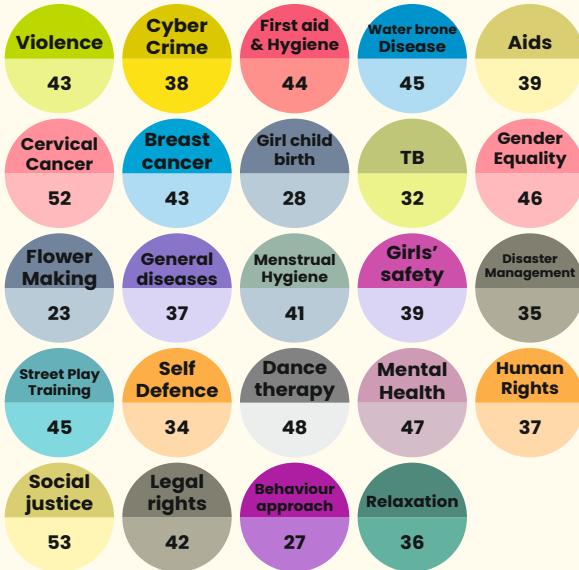 Violence
43
Cyber
Crime
38
First aid
& Hygiene
44
Water brone
Disease
45
Aids
39
Cervical
Cancer
52
Breast
cancer
43
Girl child
birth
28
TB
32
Gender
Equality
46
Flower
Making
23
General
diseases
37
Menstrual
Hygiene
41
Girls'
safety
39
Disaster
Management
35
Street Play
Training
45
Self
Defence
34
Dance
therapy
48
Mental
Health
47
Human
Rights
37
Social
justice
53
Legal
rights
42
Behaviour
approach
27
Relaxation
36